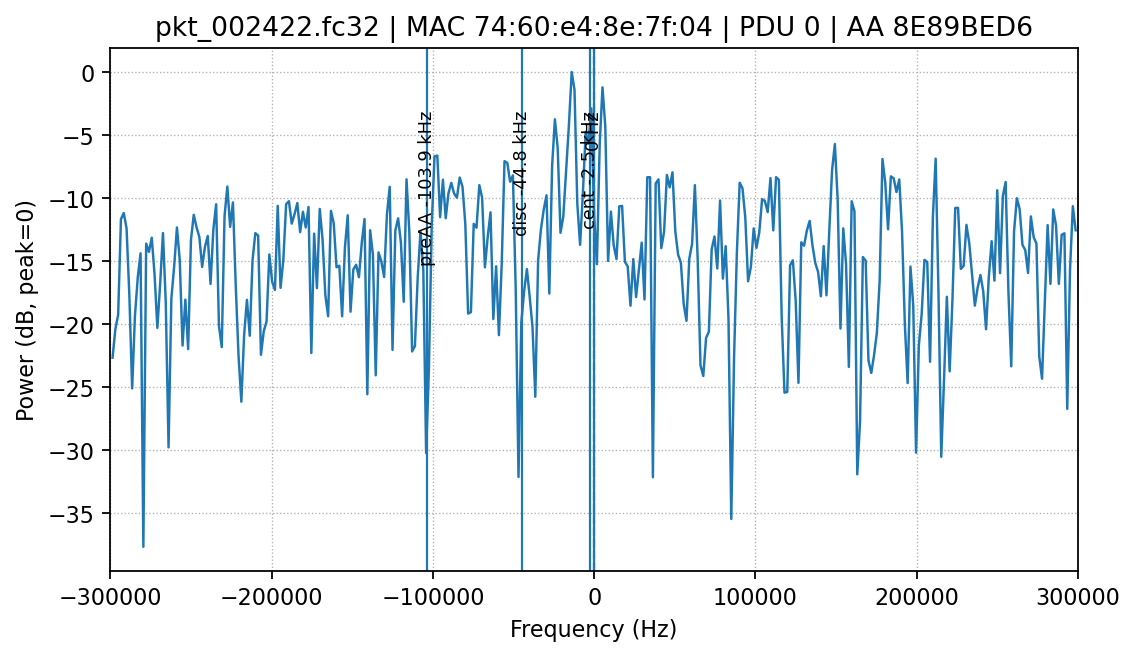 pkt_002422.fc32 | MAC 74:60:e4:8e:7f:04 | PDU 0 | AA 8E89BED6
Power (dB, peak=0)
0
−5
−10
−15
−20
−25
−30
−35
preAA -103.9 kHz
disc -44.8 kHz
cent -2.5 kHz
−300000
−200000
−100000
0
100000
200000
300000
Frequency (Hz)